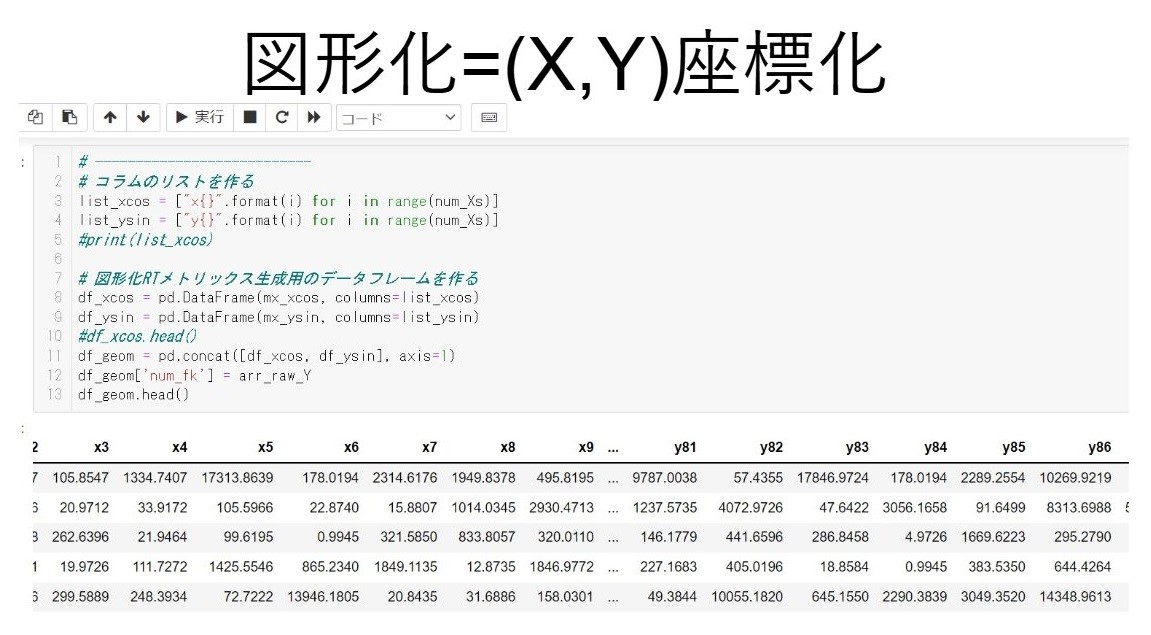 図形化=(X,Y)座標化
実行 コード
1 # ---------------------------
2 # コラムのリストを作る
3 list_xcos = ["x{}".format(i) for i in range(num_Xs)]
4 list_ysin = ["y{}".format(i) for i in range(num_Xs)]
5 #print(list_xcos)
6
7 # 図形化RTメトリックス生成用のデータフレームを作る
8 df_xcos = pd.DataFrame(mx_xcos, columns=list_xcos)
9 df_ysin = pd.DataFrame(mx_ysin, columns=list_ysin)
10 #df_xcos.head()
11 df_geom = pd.concat([df_xcos, df_ysin], axis=1)
12 df_geom['num_fk'] = arr_raw_Y
13 df_geom.head()
2 x3 x4 x5 x6 x7 x8 x9 ... y81 y82 y83 y84 y85 y86
7 105.8547 1334.7407 17313.8639 178.0194 2314.6176 1949.8378 495.8195 ... 9787.0038 57.4355 17846.9724 178.0194 2289.2554 10269.9219
6 20.9712 33.9172 105.5966 22.8740 15.8807 1014.0345 2930.4713 ... 1237.5735 4072.9726 47.6422 3056.1658 91.6499 8313.6988 5
8 262.6396 21.9464 99.6195 0.9945 321.5850 833.8057 320.0110 ... 146.1779 441.6596 286.8458 4.9726 1669.6223 295.2790
1 19.9726 111.7272 1425.5546 865.2340 1849.1135 12.8735 1846.9772 ... 227.1683 405.0196 18.8584 0.9945 383.5350 644.4264
6 299.5889 248.3934 72.7222 13946.1805 20.8435 31.6886 158.0301 ... 49.3844 10055.1820 645.1550 2290.3839 3049.3520 14348.9613